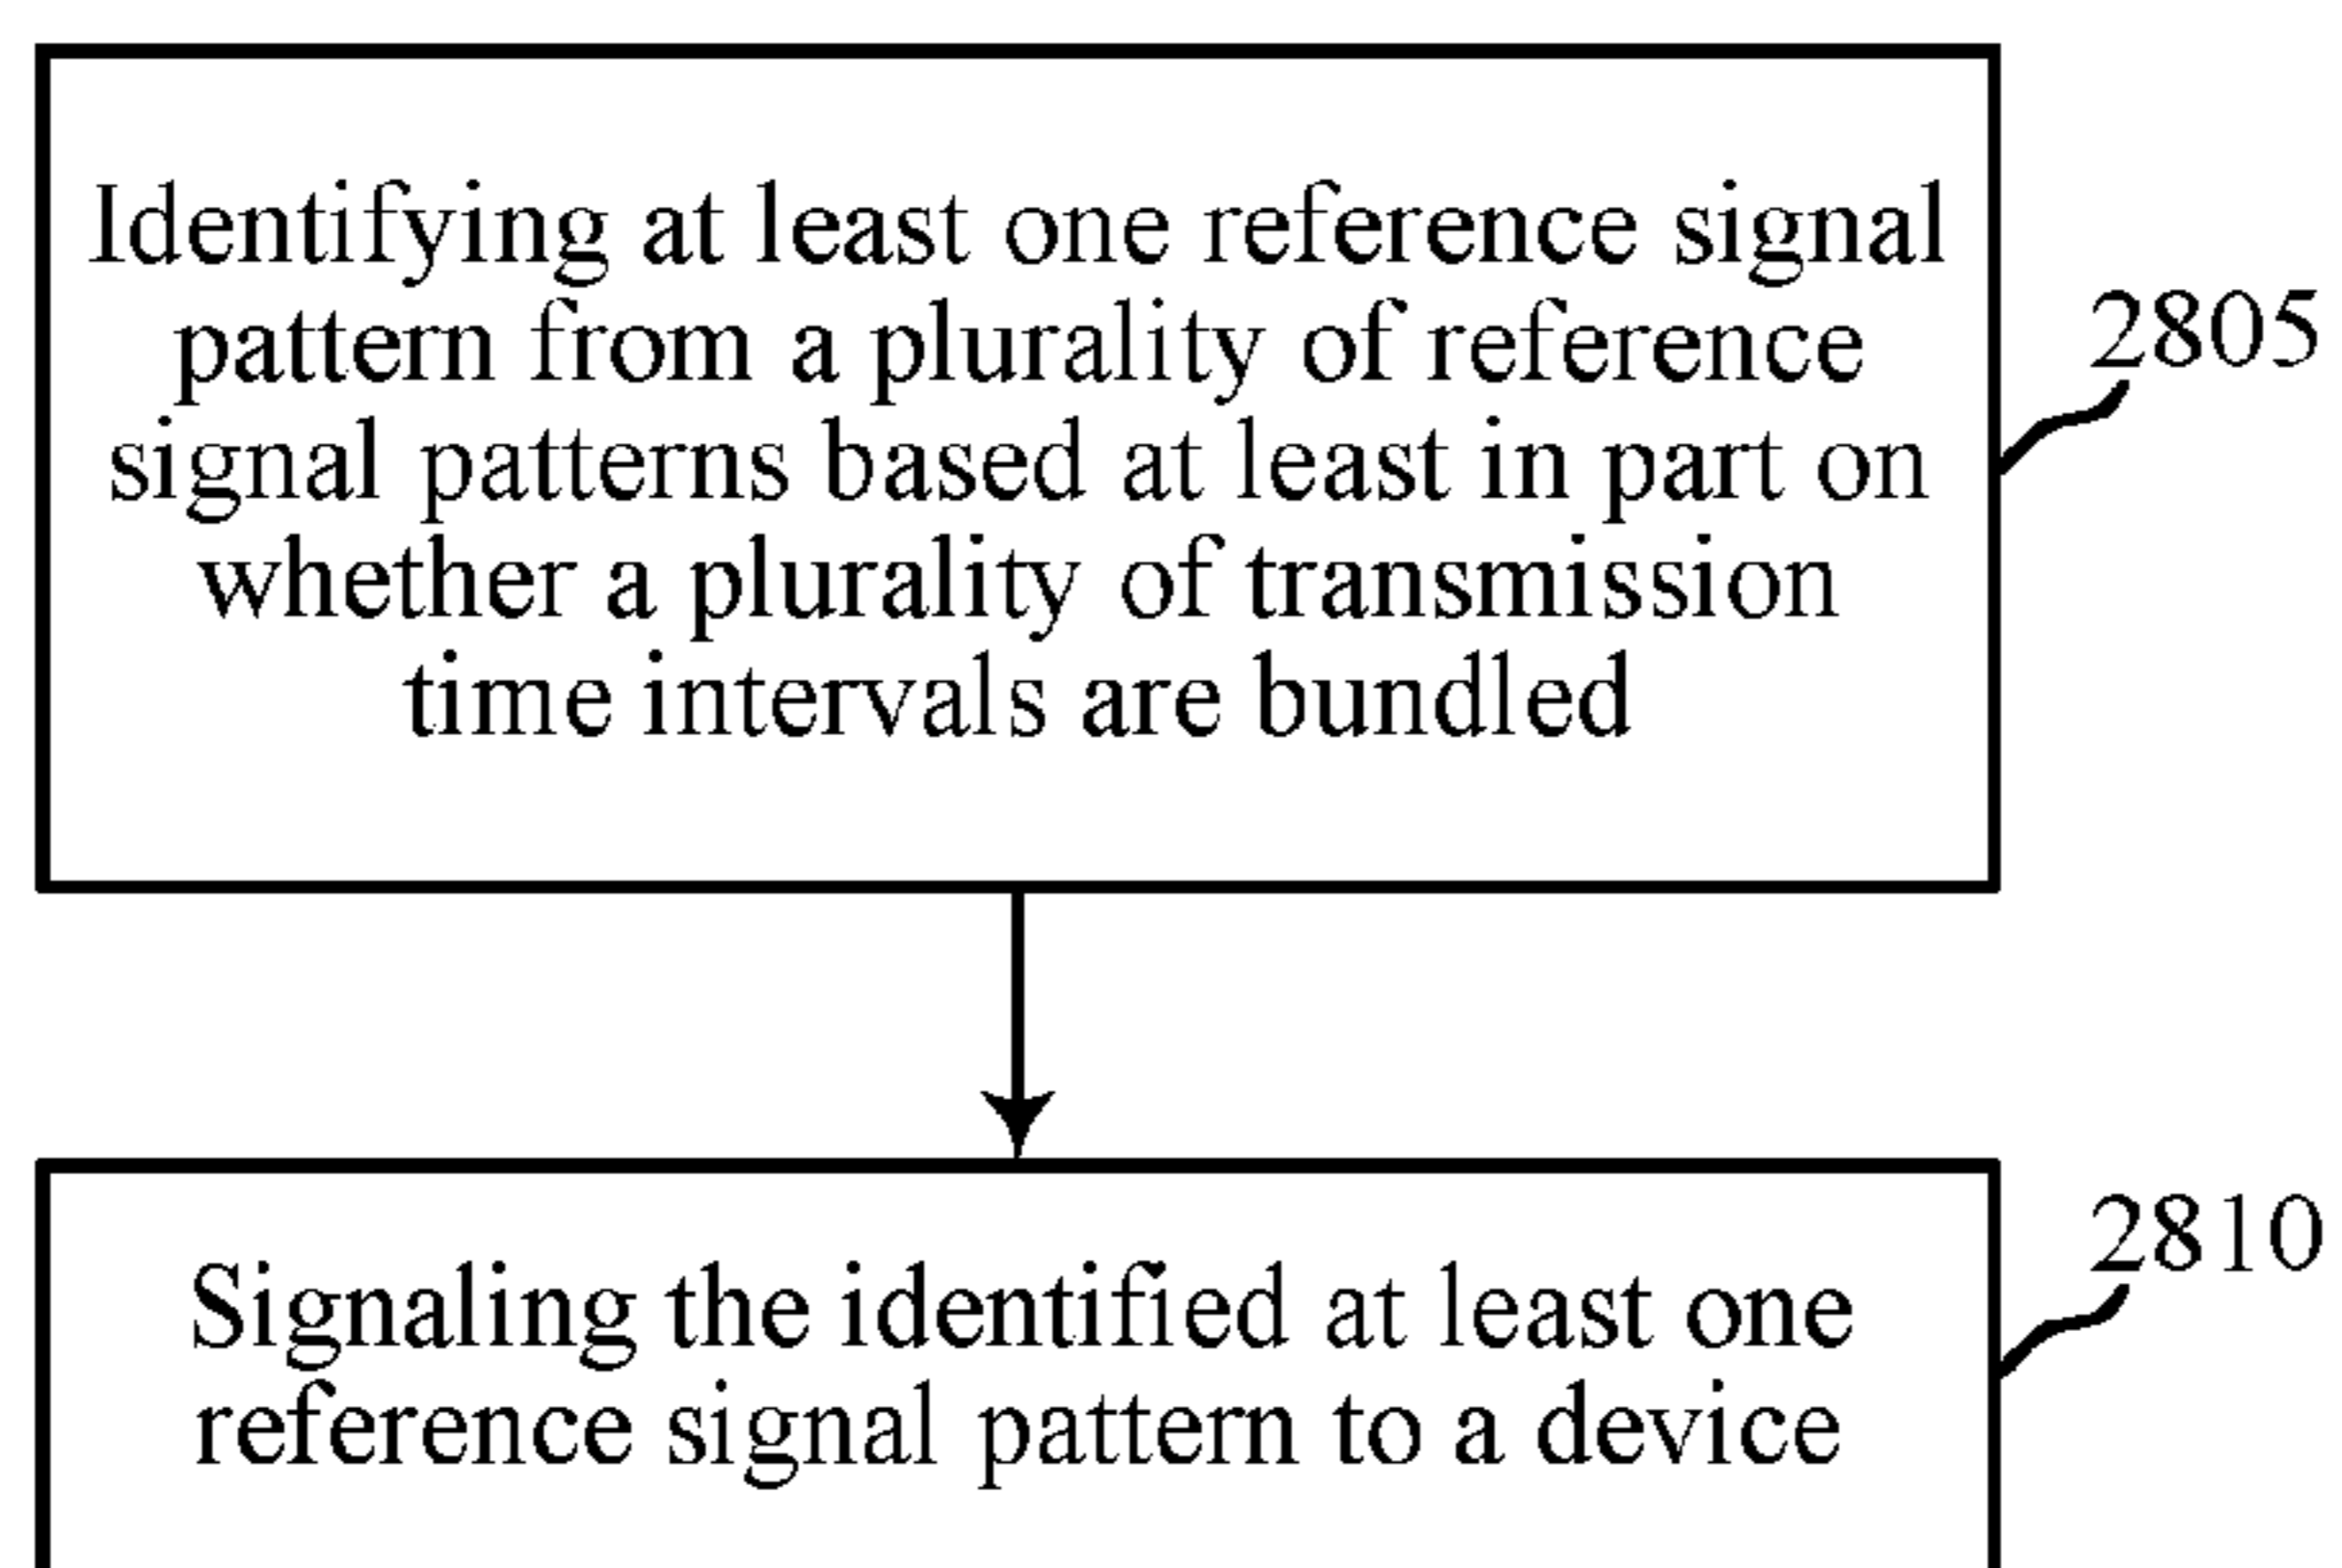 Identifying at least one reference signal
pattern from a plurality of reference
signal patterns based at least in part on
whether a plurality of transmission
time intervals are bundled
2805
2810
Signaling the identified at least one
reference signal pattern to a device